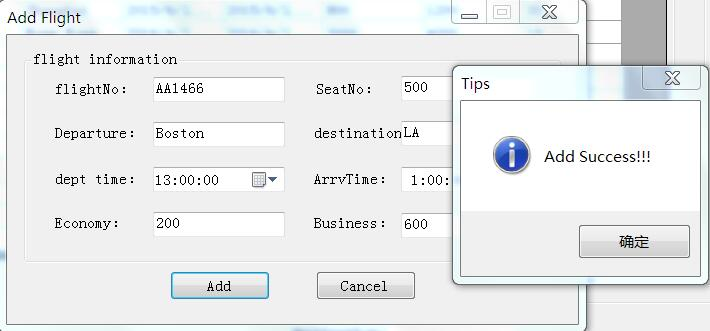 Add Flight
flight information
flightNo: AA1466 SeatNo: 500
Departure: Boston destination LA
dept time: 13:00:00 ArrvTime: 1:00:
Economy: 200 Business: 600
Add Cancel
Tips
Add Success!!!
确定